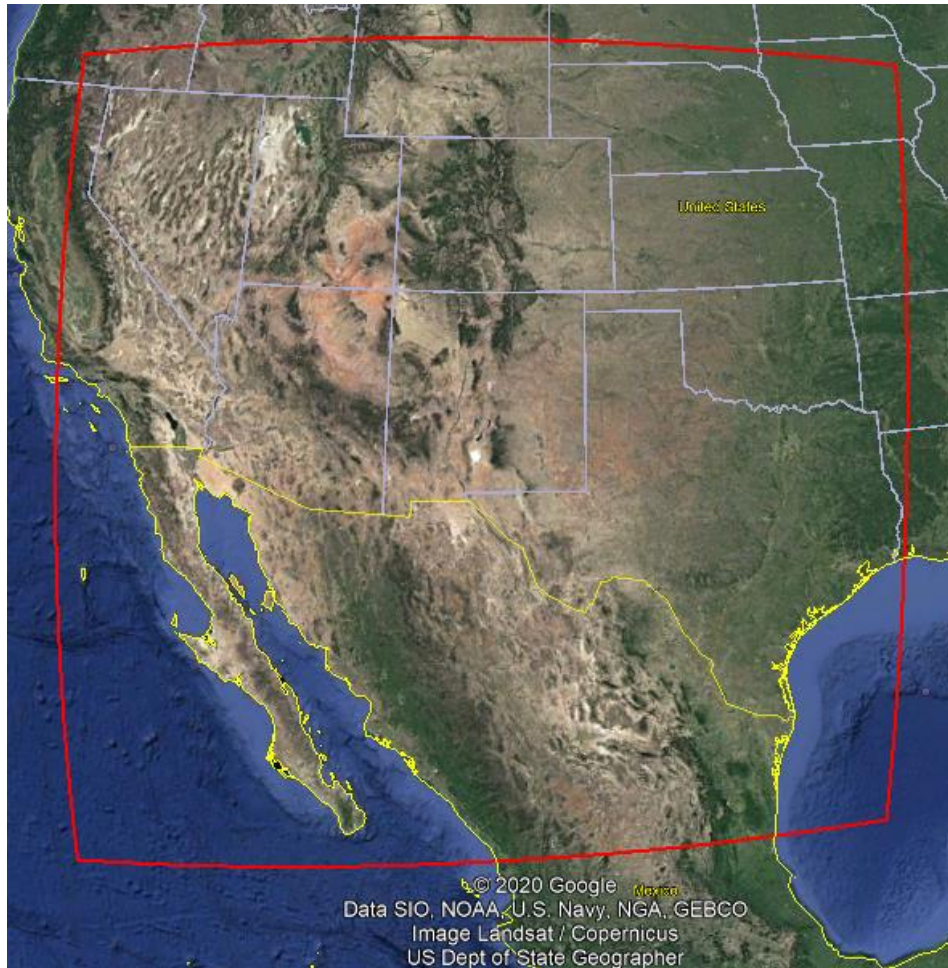 United States
© 2020 Google
Mexico
Data SIO, NOAA, U.S. Navy, NGA, GEBCO
Image Landsat / Copernicus
US Dept of State Geographer